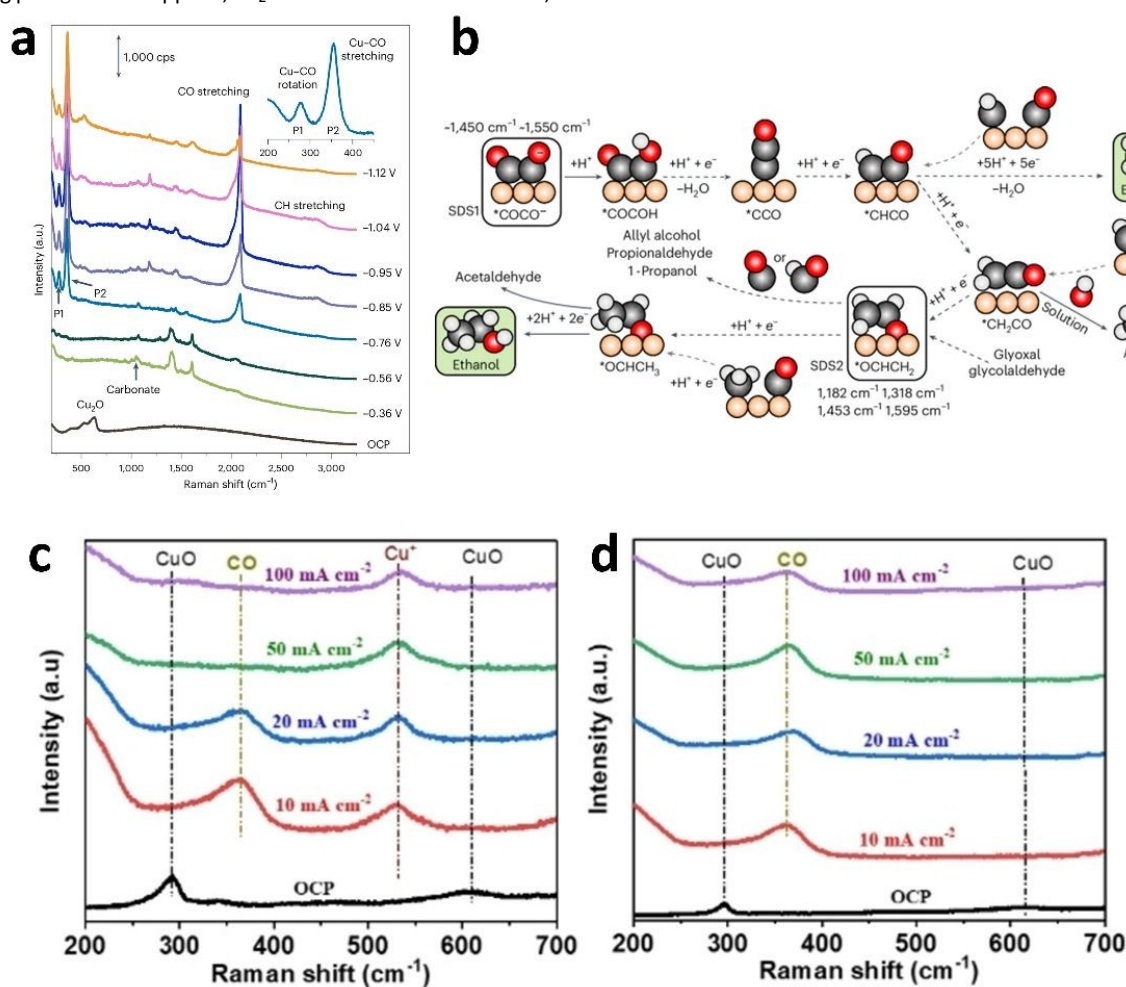 a
1,000 cps
Cu–CO
stretching
Cu–CO
rotation
CO stretching
P1
P2
200 300 400
–1.12 V
CH stretching
–1.04 V
–0.95 V
–0.85 V
P2
P1
–0.76 V
–0.56 V
Carbonate
–0.36 V
Cu₂O
OCP
Intensity (a.u.)
500 1,000 1,500 2,000 2,500 3,000
Raman shift (cm⁻¹)
b
-1,450 cm⁻¹ -1,550 cm⁻¹
+H⁺
+H⁺ + e⁻
–H₂O
+H⁺ + e⁻
+5H⁺ + 5e⁻
–H₂O
SDS1
*COCO⁻
*COCOH
*CCO
*CHCO
+H⁺ + e⁻
Allyl alcohol
Propionaldehyde
1-Propanol
or
Acetaldehyde
+H⁺ + e⁻
*CH₂CO
Solution
+2H⁺ + 2e⁻
+H⁺ + e⁻
Ethanol
*OCHCH₃
SDS2
*OCHCH₂
Glyoxal
glycolaldehyde
+H⁺ + e⁻
1,182 cm⁻¹ 1,318 cm⁻¹
1,453 cm⁻¹ 1,595 cm⁻¹
c
CuO
CO
Cu⁺
CuO
100 mA cm⁻²
50 mA cm⁻²
20 mA cm⁻²
10 mA cm⁻²
OCP
Intensity (a.u)
200 300 400 500 600 700
Raman shift (cm⁻¹)
d
CuO
CO
CuO
100 mA cm⁻²
50 mA cm⁻²
20 mA cm⁻²
10 mA cm⁻²
OCP
Intensity (a.u.)
200 300 400 500 600 700
Raman shift (cm⁻¹)